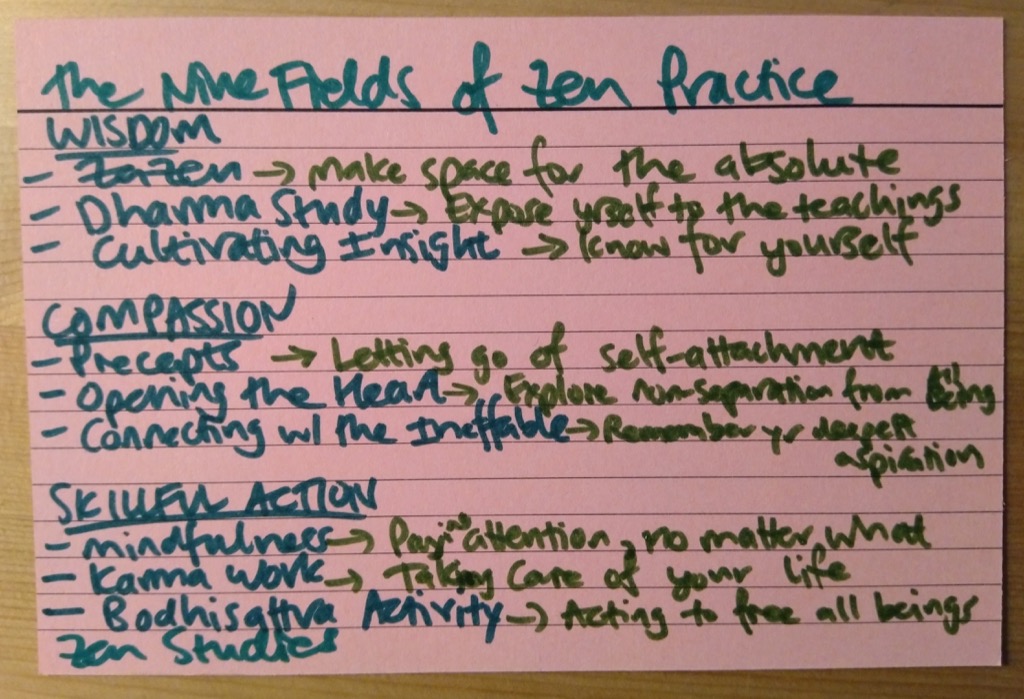 The Nine Fields of Zen Practice
WISDOM
- Zazen → make space for the absolute
- Dharma Study → Expose yrself to the teachings
- Cultivating Insight → Know for yourself
COMPASSION
- Precepts → Letting go of self-attachment
- Opening the Heart → Explore non-separation from Being
- Connecting w/ the Ineffable → Remember yr deepest
aspiration
SKILLFUL ACTION
- mindfulness → Paying attention, no matter what
- Karma work → Taking care of your life
- Bodhisattva Activity → Acting to free all beings
Zen Studies